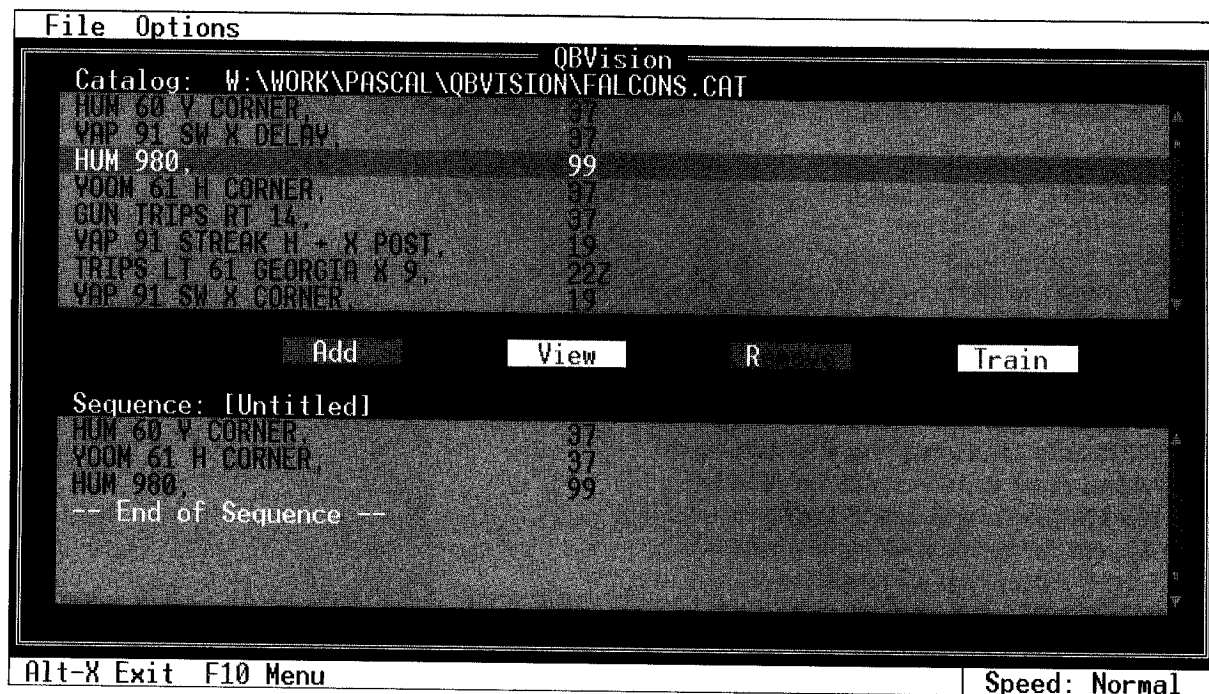 File Options
QBVision
Catalog: W:\WORK\PASCAL\QBVISION\FALCONS.CAT
HUM 60 Y CORNER, 37
YAP 91 SW X DELAY, 97
HUM 980, 99
YOOM 61 H CORNER, 37
GUN TRIPS RT 14, 37
YAP 91 STREAK H + X POST, 19
TRIPS LT 61 GEORGIA X 9, 22Z
YAP 91 SW X CORNER, 19
Add View R Train
Sequence: [Untitled]
HUM 60 Y CORNER, 37
YOOM 61 H CORNER, 37
HUM 980, 99
-- End of Sequence --
Alt-X Exit F10 Menu Speed: Normal